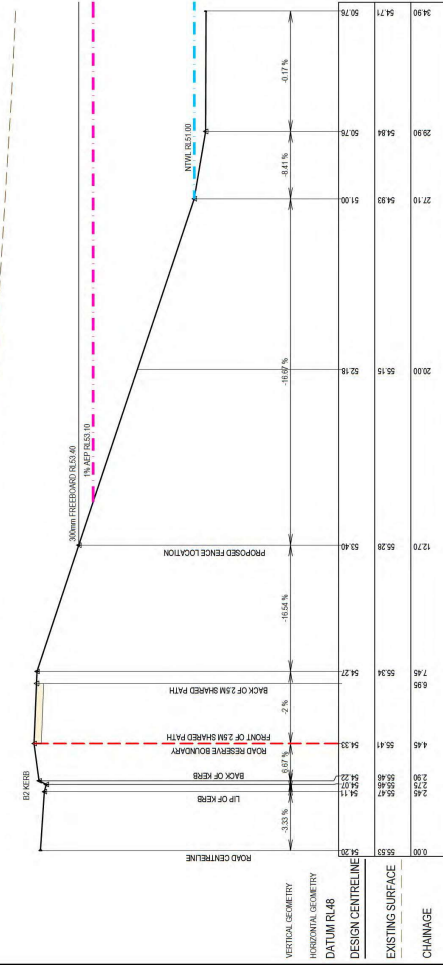 300mm FREEBOARD RL53.40
1% AEP RL53.10
NTWL RL51.00
B2 KERB
ROAD CENTRELINE
LIP OF KERB
BACK OF KERB
ROAD RESERVE BOUNDARY
FRONT OF 2.5M SHARED PATH
BACK OF 2.5M SHARED PATH
PROPOSED FENCE LOCATION
VERTICAL GEOMETRY -3.33 % 6.67 % -2 % -16.54 % -16.67 % -8.41 % -0.17 %
HORIZONTAL GEOMETRY
DATUM RL48
DESIGN CENTRELINE 54.20 54.11 54.07 54.22 54.33 54.27 53.40 52.18 51.00 50.76 50.76
EXISTING SURFACE 55.53 55.47 55.46 55.46 55.41 55.34 55.28 55.15 54.93 54.84 54.71
CHAINAGE 0.00 2.45 2.75 2.90 4.45 6.95 7.45 12.70 20.00 27.10 29.90 34.90